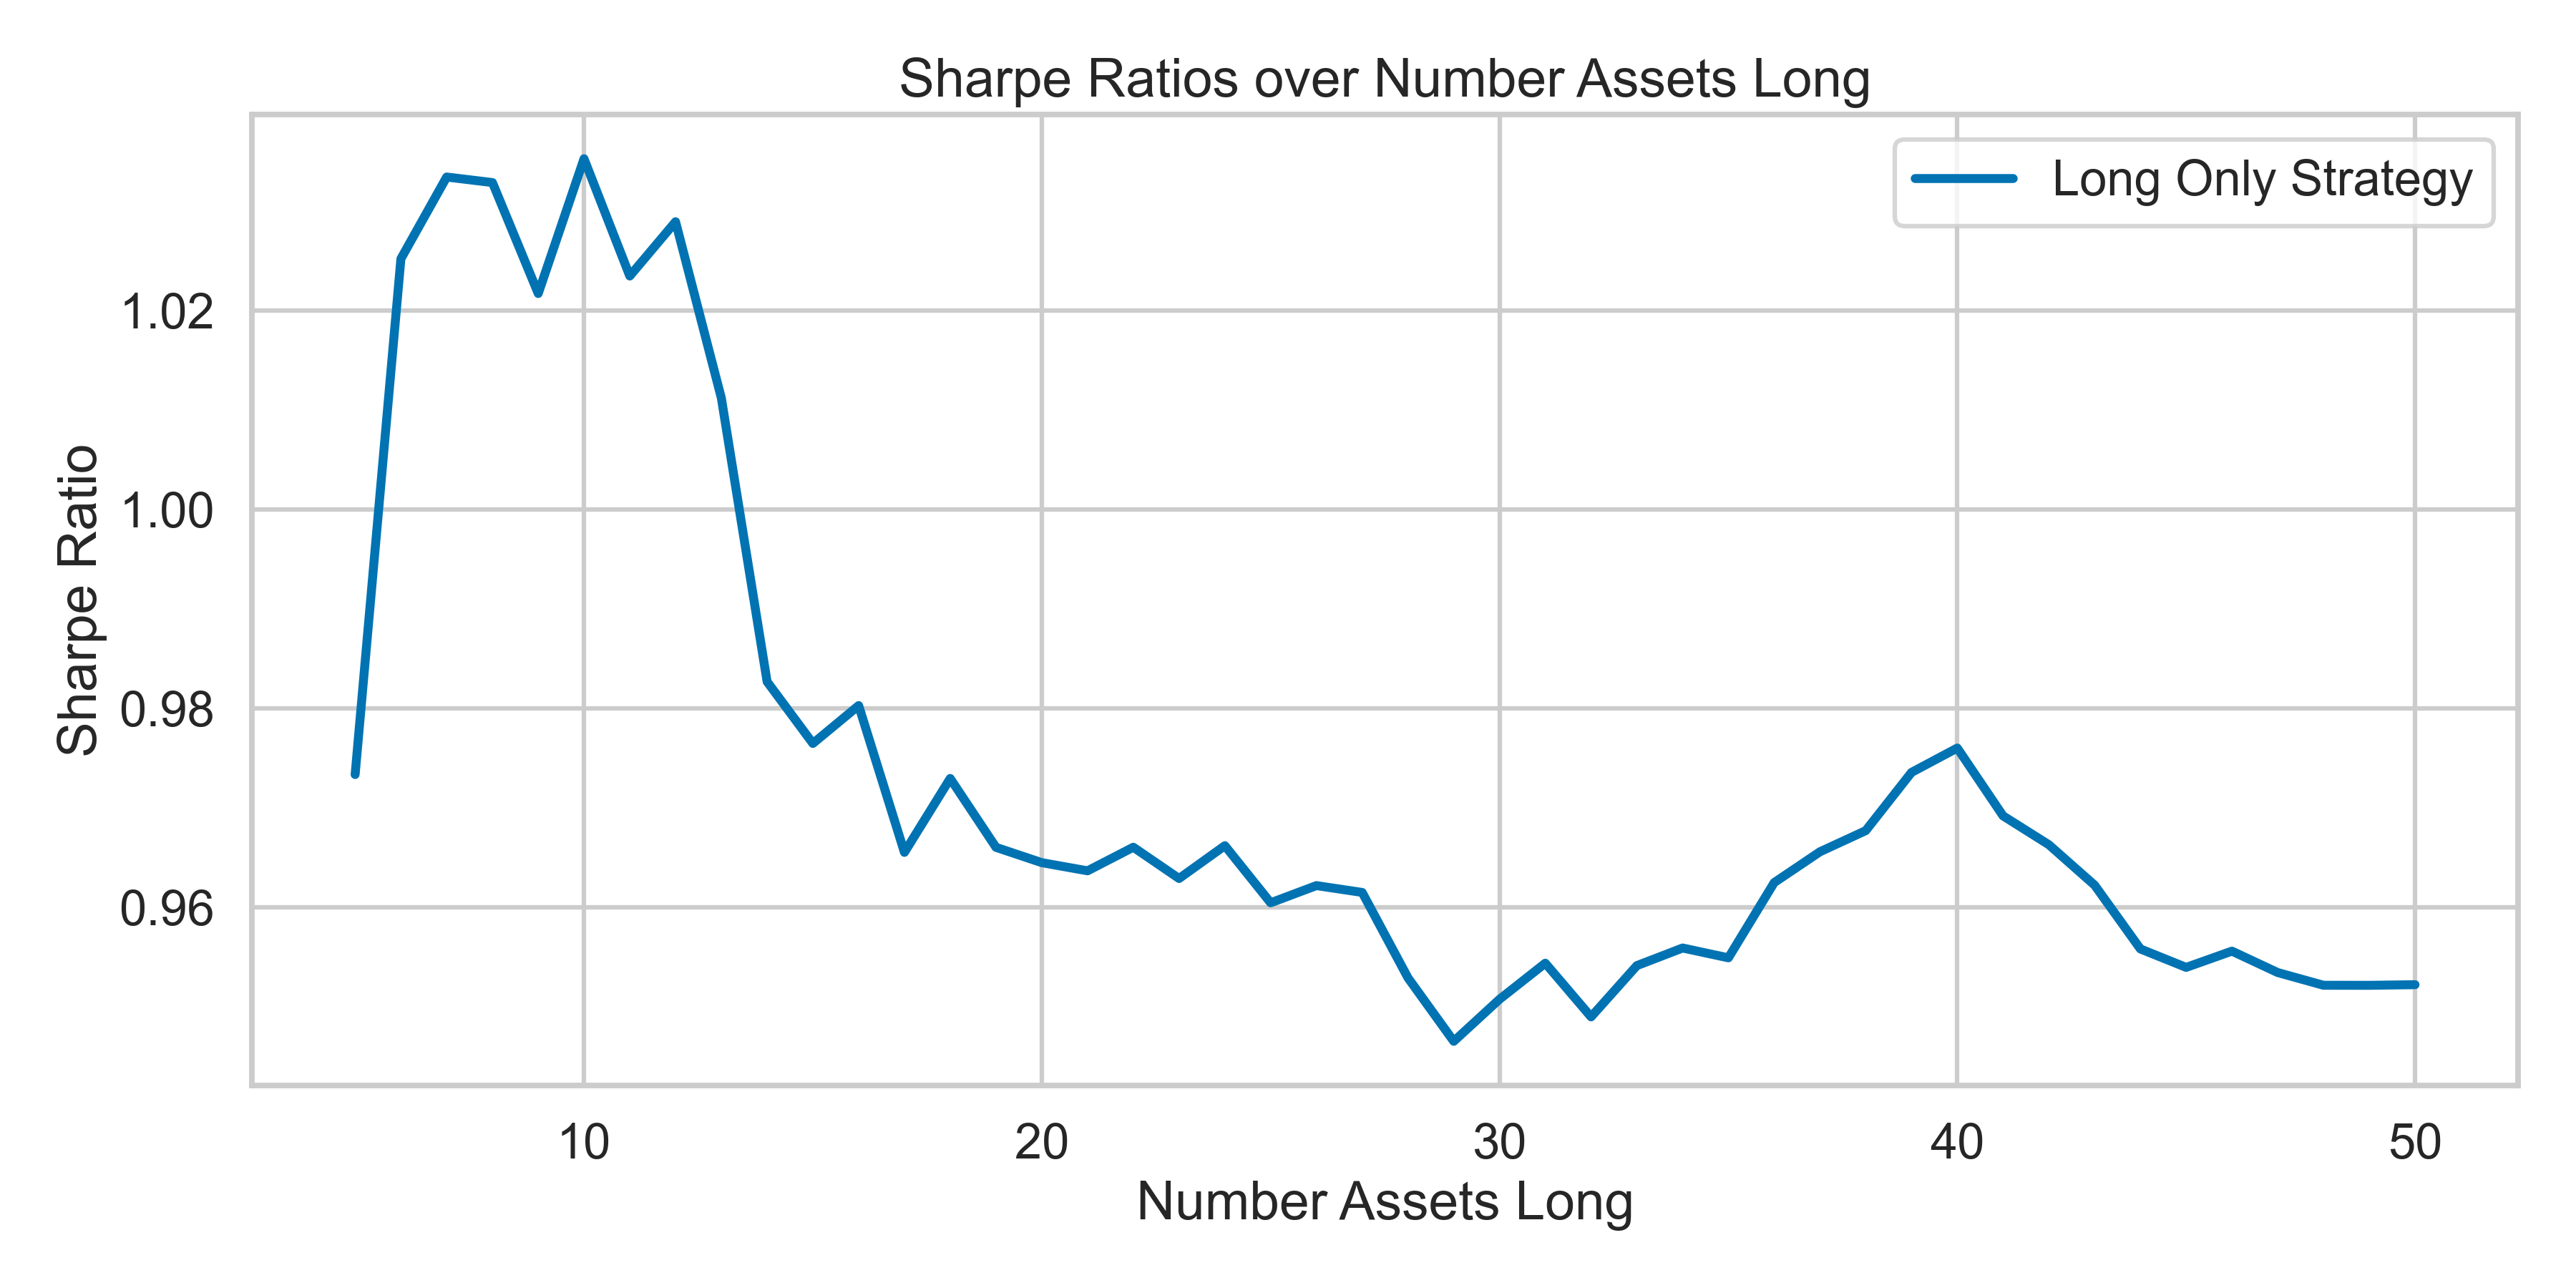 Sharpe Ratios over Number Assets Long
Long Only Strategy
Sharpe Ratio
1.02
1.00
0.98
0.96
10 20 30 40 50
Number Assets Long